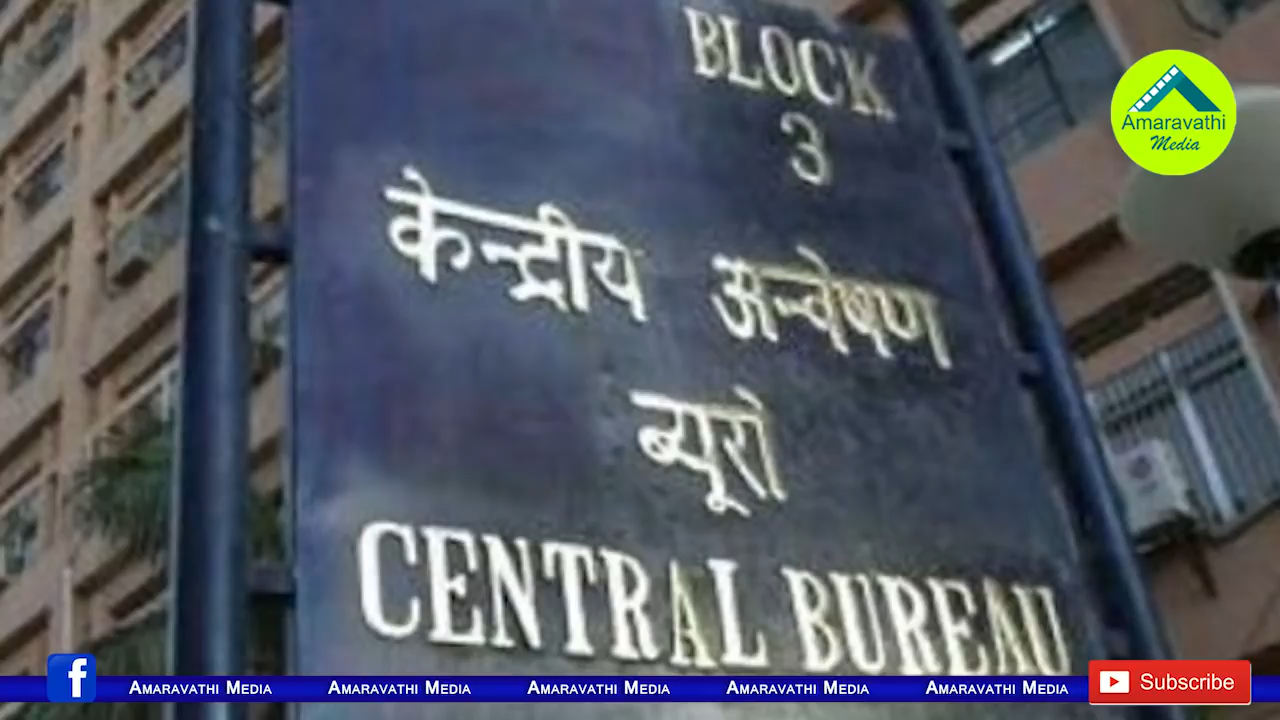 BLOCK
3
केन्द्रीय अन्वेषण
ब्यूरो
CENTRAL BUREAU
Amaravathi
Media
f
AMARAVATHI MEDIA AMARAVATHI MEDIA AMARAVATHI MEDIA AMARAVATHI MEDIA AMARAVATHI MEDIA
Subscribe